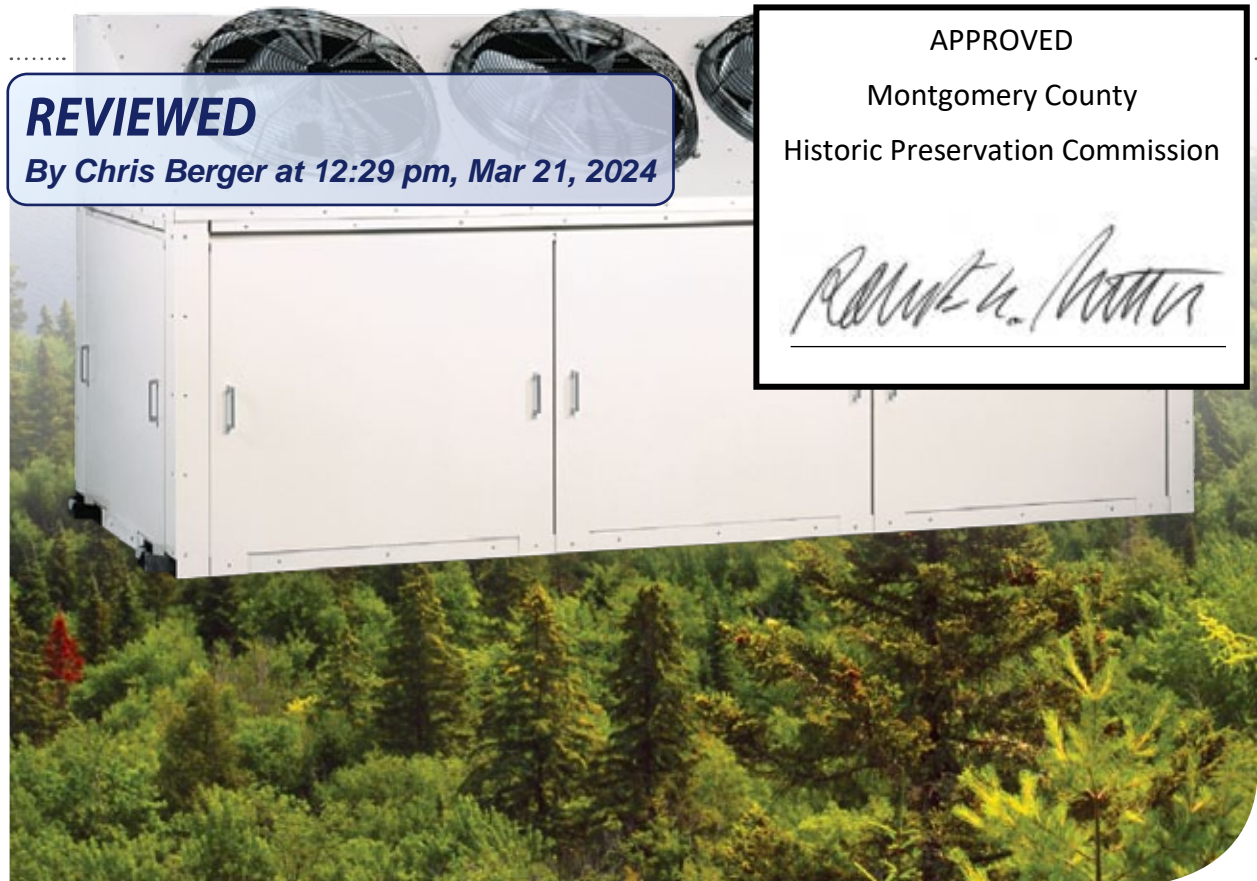 REVIEWED
By Chris Berger at 12:29 pm, Mar 21, 2024
APPROVED
Montgomery County
Historic Preservation Commission